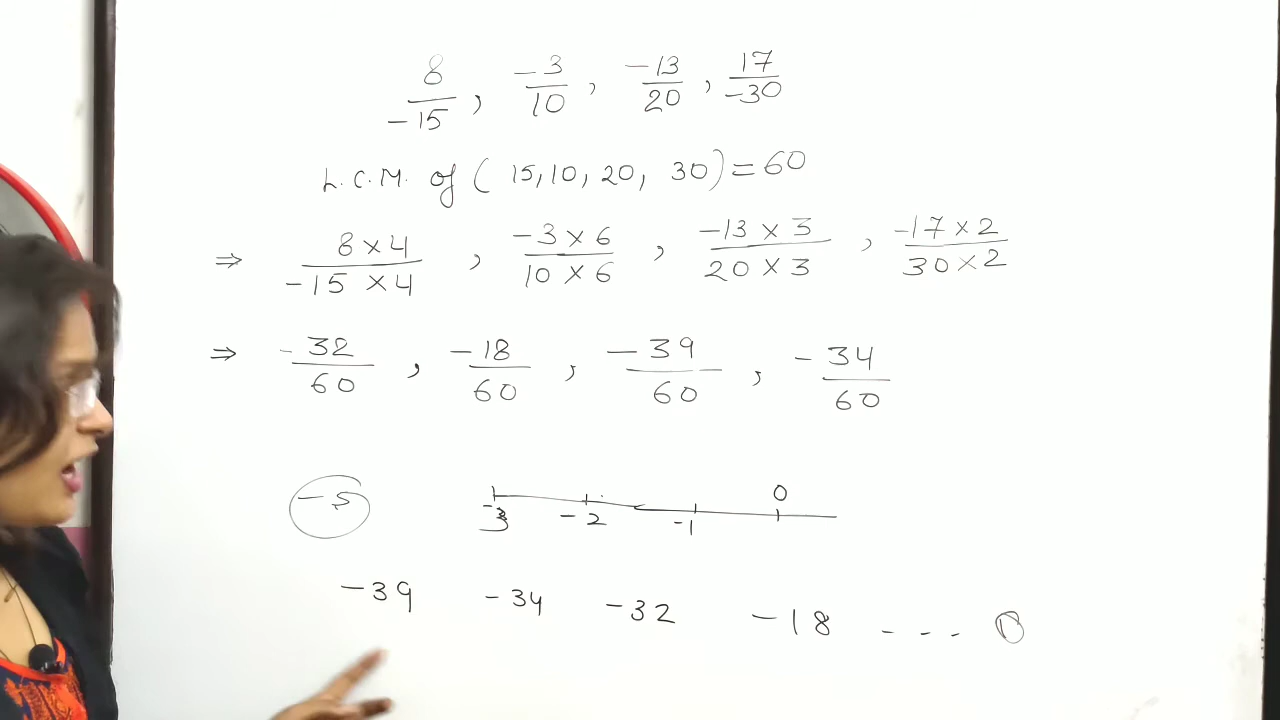 8/-15 , -3/10 , -13/20 , 17/-30
L.C.M. of ( 15, 10, 20, 30 ) = 60
⇒ 8 × 4/-15 × 4 , -3 × 6/10 × 6 , -13 × 3/20 × 3 , -17 × 2/30 × 2
⇒ -32/60 , -18/60 , -39/60 , -34/60
0
-3 -2 -1
-39 -34 -32 -18 - - -